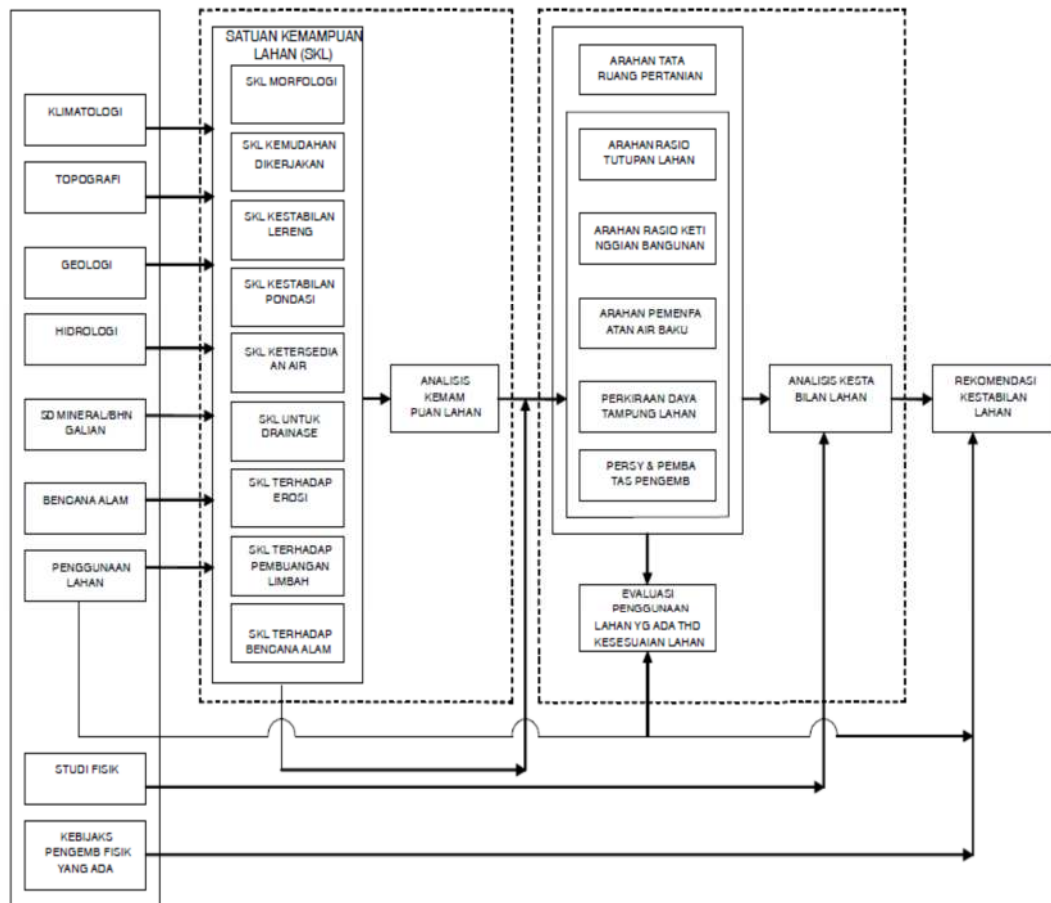 KLIMATOLOGI
TOPOGRAFI
GEOLOGI
HIDROLOGI
SD MINERAL/BHN
GALIAN
BENCANA ALAM
PENGGUNAAN
LAHAN
STUDI FISIK
KEBIJAKS
PENGEMB FISIK
YANG ADA
SATUAN KEMAMPUAN
LAHAN (SKL)
SKL MORFOLOGI
SKL KEMUDAHAN
DIKERJAKAN
SKL KESTABILAN
LERENG
SKL KESTABILAN
PONDASI
SKL KETERSEDIA
AN AIR
SKL UNTUK
DRAINASE
SKL TERHADAP
EROSI
SKL TERHADAP
PEMBUANGAN
LIMBAH
SKL TERHADAP
BENCANA ALAM
ANALISIS
KEMAM
PUAN LAHAN
ARAHAN TATA
RUANG PERTANIAN
ARAHAN RASIO
TUTUPAN LAHAN
ARAHAN RASIO KETI
NGGIAN BANGUNAN
ARAHAN PEMENFA
ATAN AIR BAKU
PERKIRAAN DAYA
TAMPUNG LAHAN
PERSY & PEMBA
TAS PENGEMB
EVALUASI
PENGGUNAAN
LAHAN YG ADA THD
KESESUAIAN LAHAN
ANALISIS KESTA
BILAN LAHAN
REKOMENDASI
KESTABILAN
LAHAN